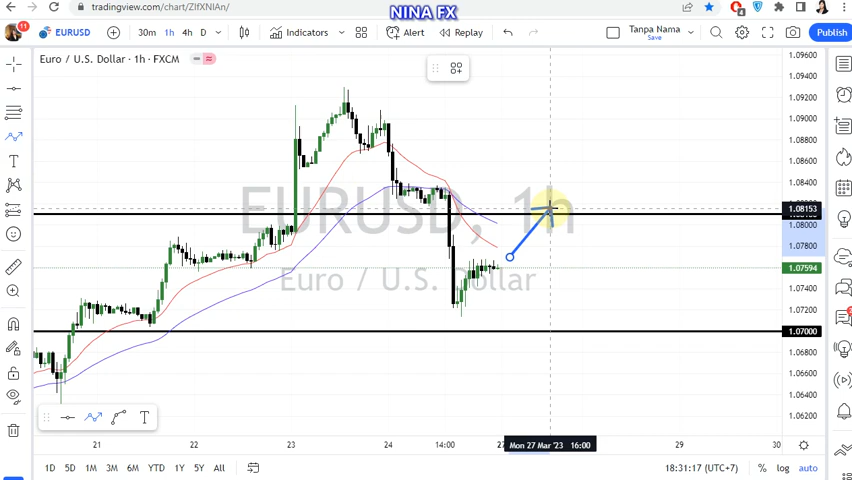 NINA FX
tradingview.com/chart/ZIfXNIAn/
11
EURUSD
30m 1h 4h D
Indicators
Alert
Replay
Tanpa Nama
Save
Publish
Euro / U.S. Dollar · 1h · FXCM
EURUSD, 1h
Euro / U.S. Dollar
1.09600
1.09400
1.09200
1.09000
1.08800
1.08600
1.08400
1.08153
1.08000
1.07800
1.07594
1.07400
1.07200
1.07000
1.06800
1.06600
1.06400
1.06200
21 22 23 24 14:00 27 29 30
Mon 27 Mar '23 16:00
1D 5D 1M 3M 6M YTD 1Y 5Y All
18:31:17 (UTC+7)
% log auto